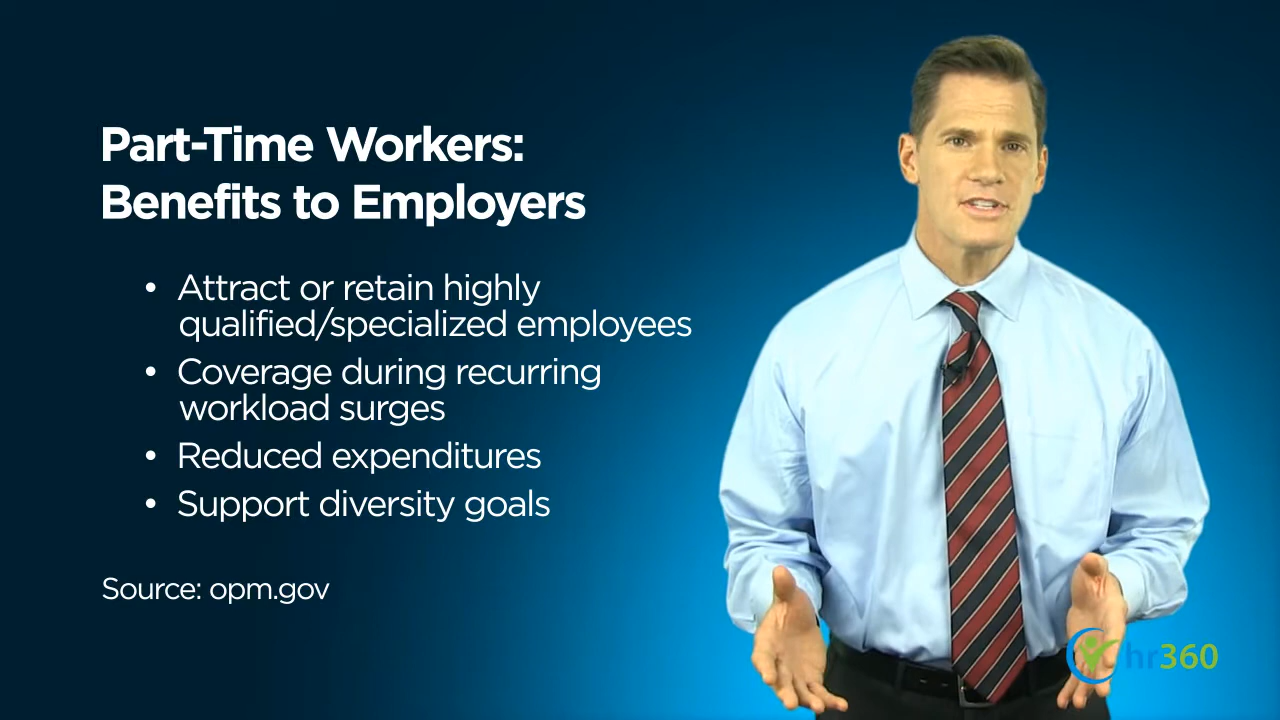 Part-Time Workers:
Benefits to Employers
• Attract or retain highly
qualified/specialized employees
• Coverage during recurring
workload surges
• Reduced expenditures
• Support diversity goals
Source: opm.gov
hr360